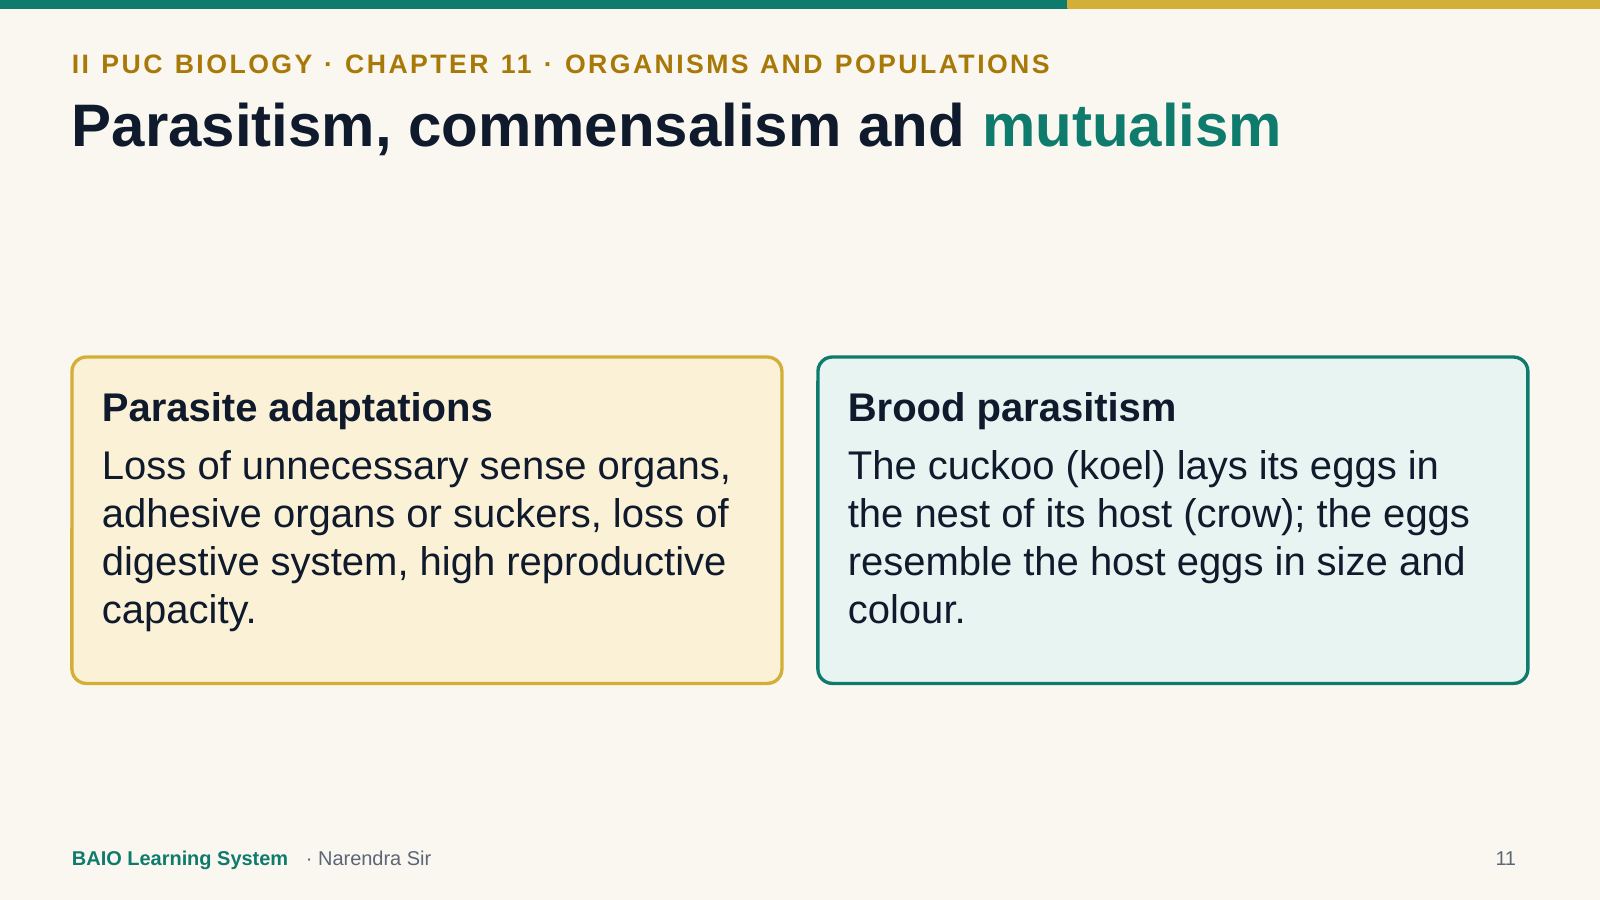 II PUC BIOLOGY · CHAPTER 11 · ORGANISMS AND POPULATIONS
Parasitism, commensalism and mutualism
Parasite adaptations
Loss of unnecessary sense organs,
adhesive organs or suckers, loss of
digestive system, high reproductive
capacity.
Brood parasitism
The cuckoo (koel) lays its eggs in
the nest of its host (crow); the eggs
resemble the host eggs in size and
colour.
BAIO Learning System · Narendra Sir
11